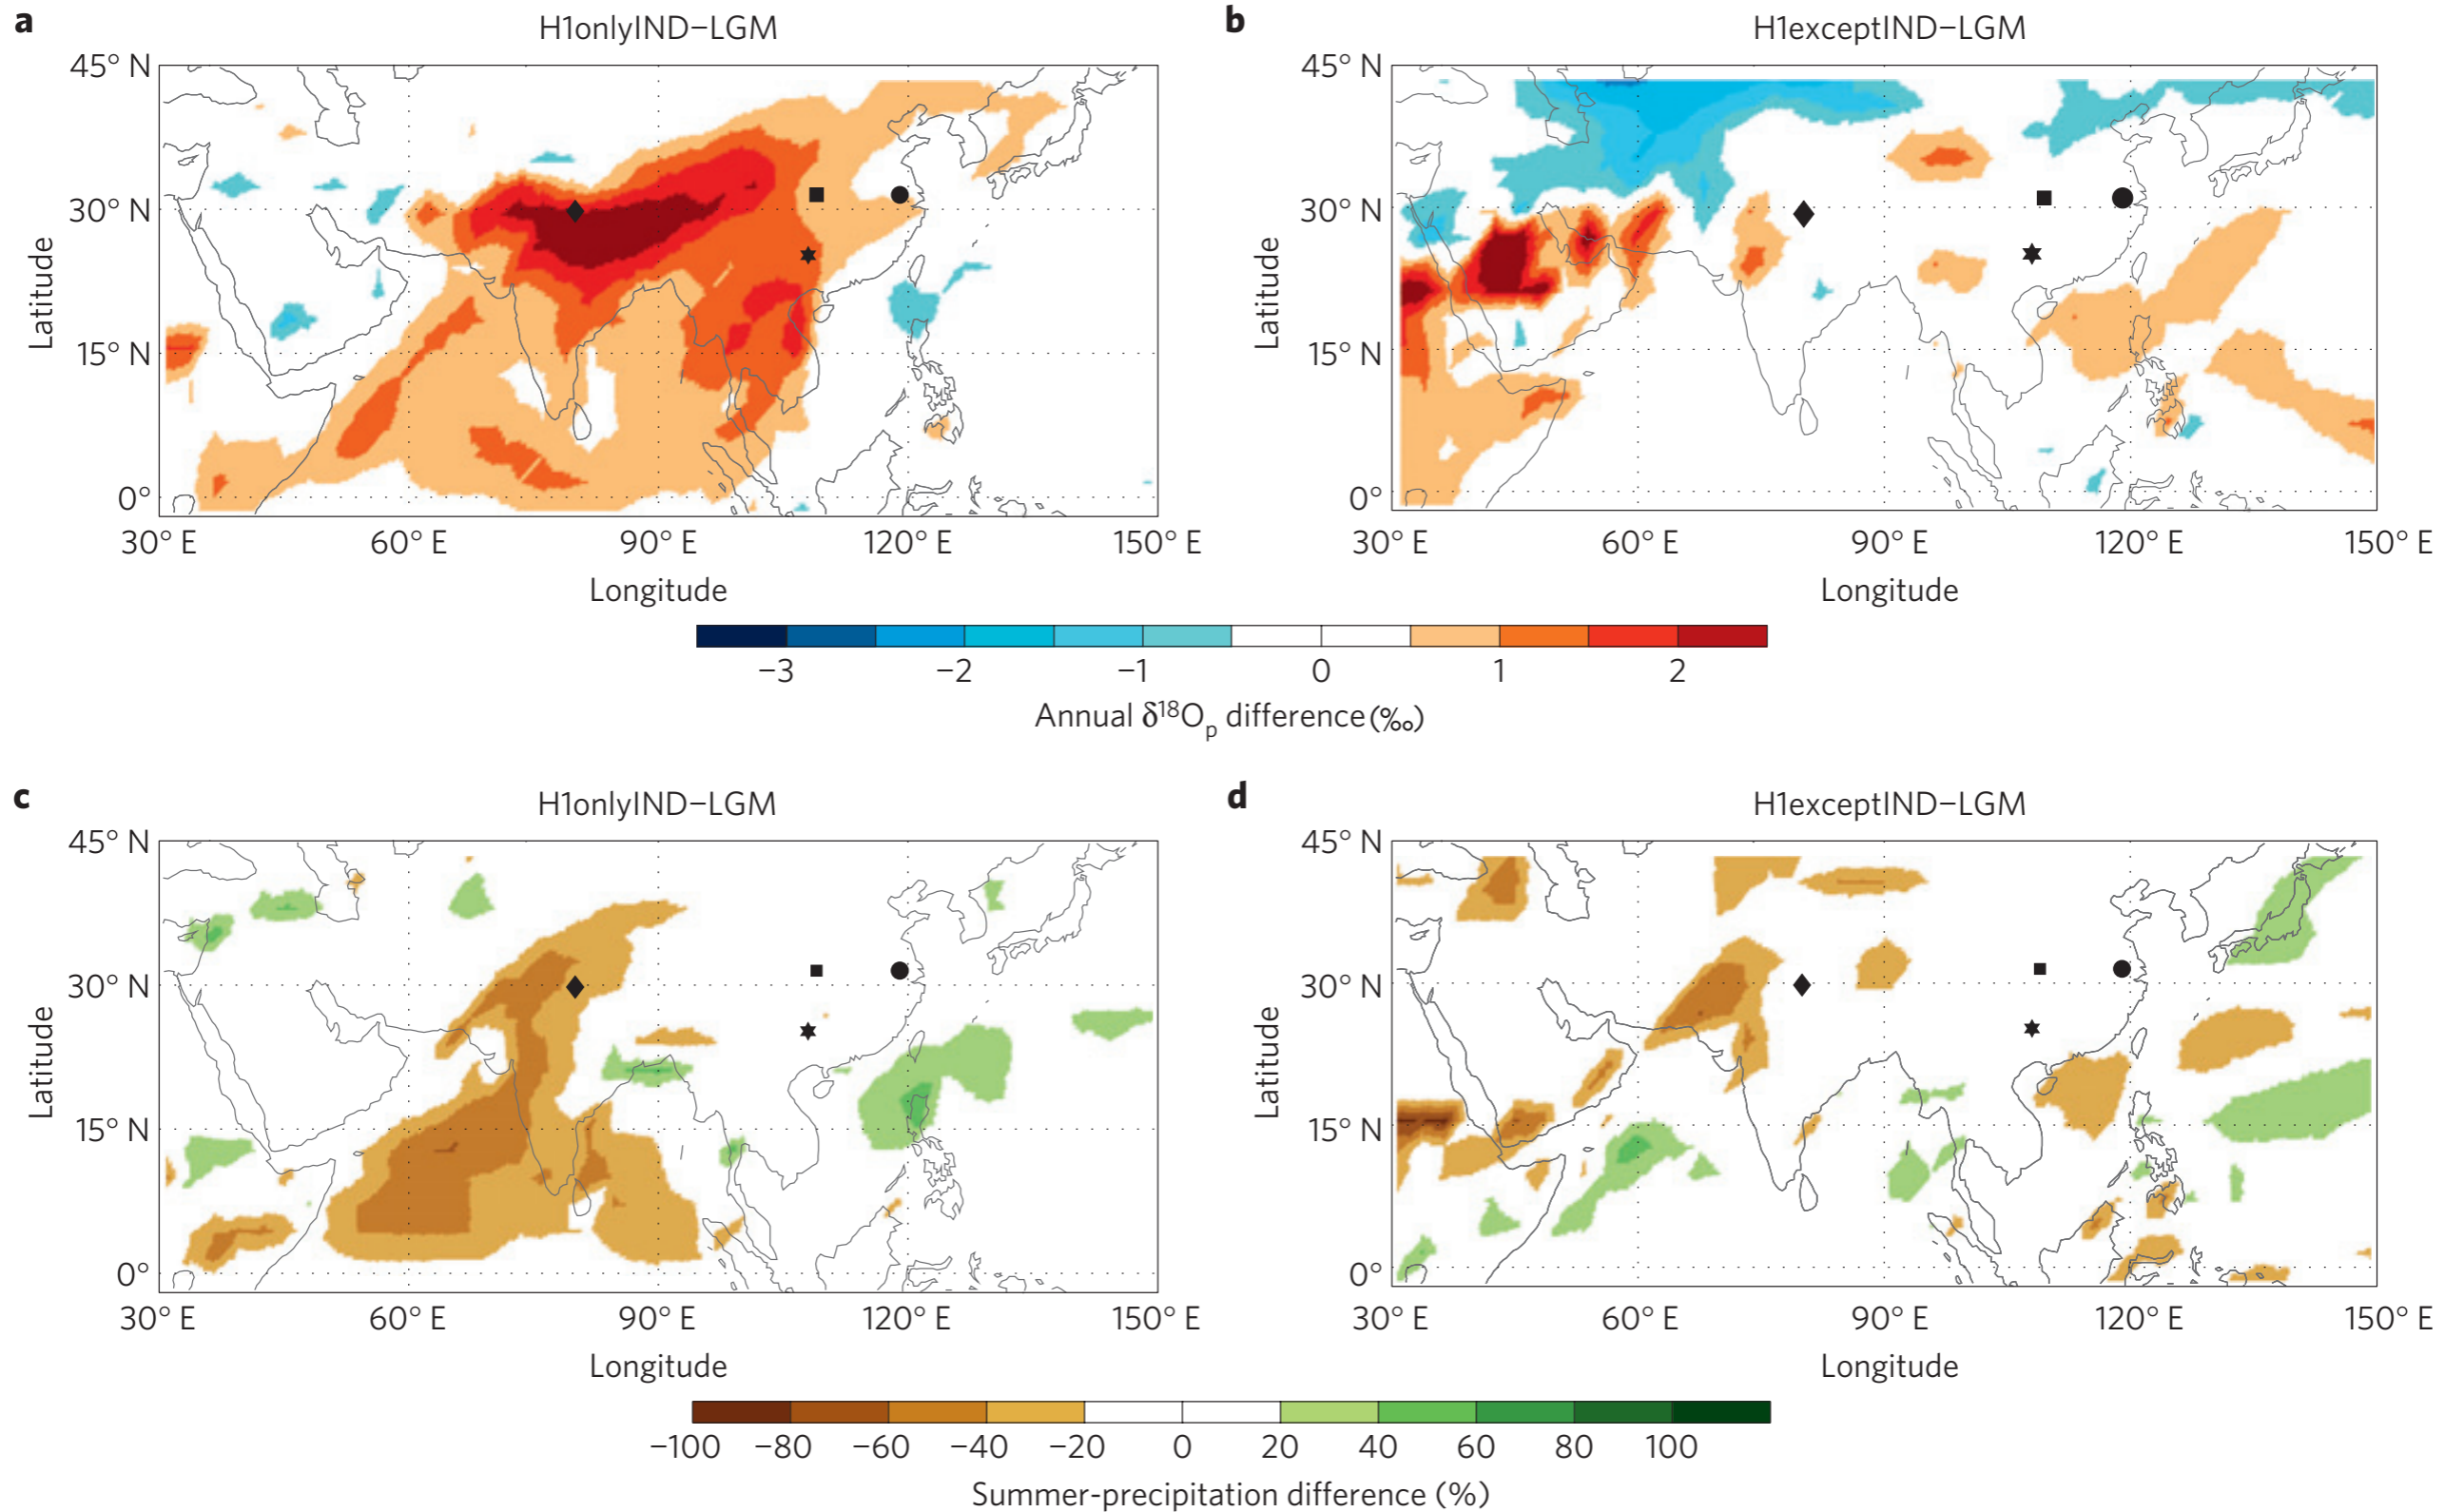 a
H1onlyIND−LGM
45° N
30° N
15° N
0°
Latitude
30° E 60° E 90° E 120° E 150° E
Longitude
b
H1exceptIND−LGM
45° N
30° N
15° N
0°
Latitude
30° E 60° E 90° E 120° E 150° E
Longitude
−3 −2 −1 0 1 2
Annual δ¹⁸Oₚ difference (‰)
c
H1onlyIND−LGM
45° N
30° N
15° N
0°
Latitude
30° E 60° E 90° E 120° E 150° E
Longitude
d
H1exceptIND−LGM
45° N
30° N
15° N
0°
Latitude
30° E 60° E 90° E 120° E 150° E
Longitude
−100 −80 −60 −40 −20 0 20 40 60 80 100
Summer-precipitation difference (%)